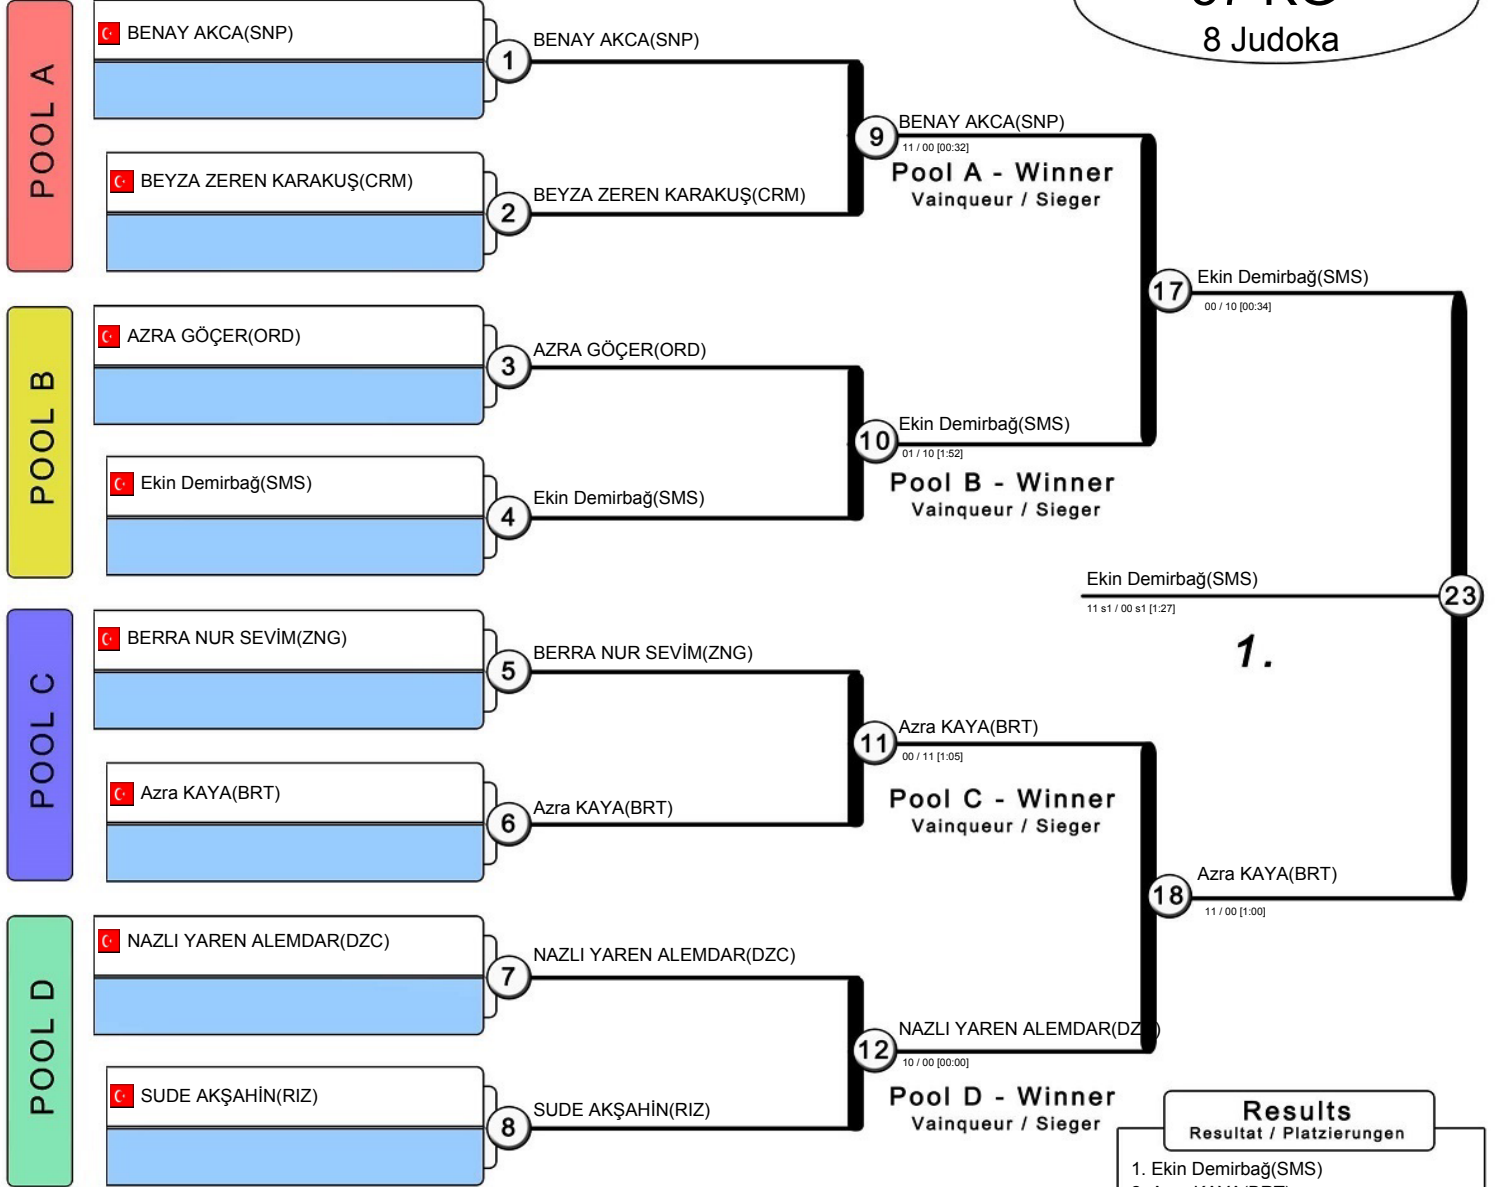 8 Judoka
POOL A
BENAY AKCA(SNP)
1
BENAY AKCA(SNP)
BEYZA ZEREN KARAKUŞ(CRM)
2
BEYZA ZEREN KARAKUŞ(CRM)
9
BENAY AKCA(SNP)
11 / 00 [00:32]
Pool A - Winner
Vainqueur / Sieger
POOL B
AZRA GÖÇER(ORD)
3
AZRA GÖÇER(ORD)
Ekin Demirbağ(SMS)
4
Ekin Demirbağ(SMS)
10
Ekin Demirbağ(SMS)
01 / 10 [1:52]
Pool B - Winner
Vainqueur / Sieger
17
Ekin Demirbağ(SMS)
00 / 10 [00:34]
POOL C
BERRA NUR SEVİM(ZNG)
5
BERRA NUR SEVİM(ZNG)
Azra KAYA(BRT)
6
Azra KAYA(BRT)
11
Azra KAYA(BRT)
00 / 11 [1:05]
Pool C - Winner
Vainqueur / Sieger
POOL D
NAZLI YAREN ALEMDAR(DZC)
7
NAZLI YAREN ALEMDAR(DZC)
SUDE AKŞAHİN(RIZ)
8
SUDE AKŞAHİN(RIZ)
12
NAZLI YAREN ALEMDAR(DZ
10 / 00 [00:00]
Pool D - Winner
Vainqueur / Sieger
18
Azra KAYA(BRT)
11 / 00 [1:00]
23
Ekin Demirbağ(SMS)
11 s1 / 00 s1 [1:27]
1.
Results
Resultat / Platzierungen
1. Ekin Demirbağ(SMS)